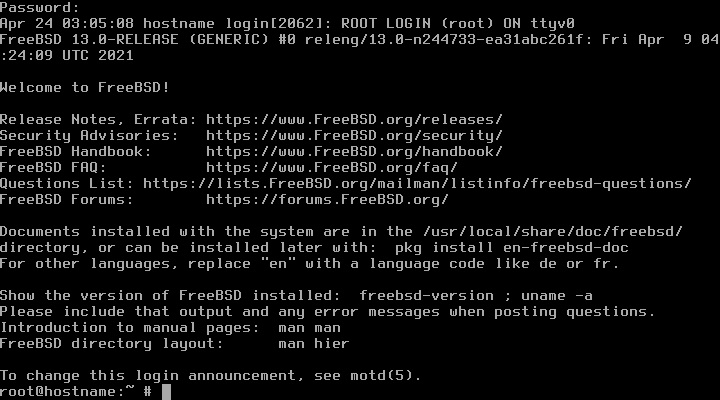 Password:
Apr 24 03:05:08 hostname login[2062]: ROOT LOGIN (root) ON ttyv0
FreeBSD 13.0-RELEASE (GENERIC) #0 releng/13.0-n244733-ea31abc261f: Fri Apr  9 04
:24:09 UTC 2021

Welcome to FreeBSD!

Release Notes, Errata: https://www.FreeBSD.org/releases/
Security Advisories:   https://www.FreeBSD.org/security/
FreeBSD Handbook:      https://www.FreeBSD.org/handbook/
FreeBSD FAQ:           https://www.FreeBSD.org/faq/
Questions List: https://lists.FreeBSD.org/mailman/listinfo/freebsd-questions/
FreeBSD Forums:        https://forums.FreeBSD.org/

Documents installed with the system are in the /usr/local/share/doc/freebsd/
directory, or can be installed later with:  pkg install en-freebsd-doc
For other languages, replace "en" with a language code like de or fr.

Show the version of FreeBSD installed:  freebsd-version ; uname -a
Please include that output and any error messages when posting questions.
Introduction to manual pages:  man man
FreeBSD directory layout:      man hier

To change this login announcement, see motd(5).
root@hostname:~ #